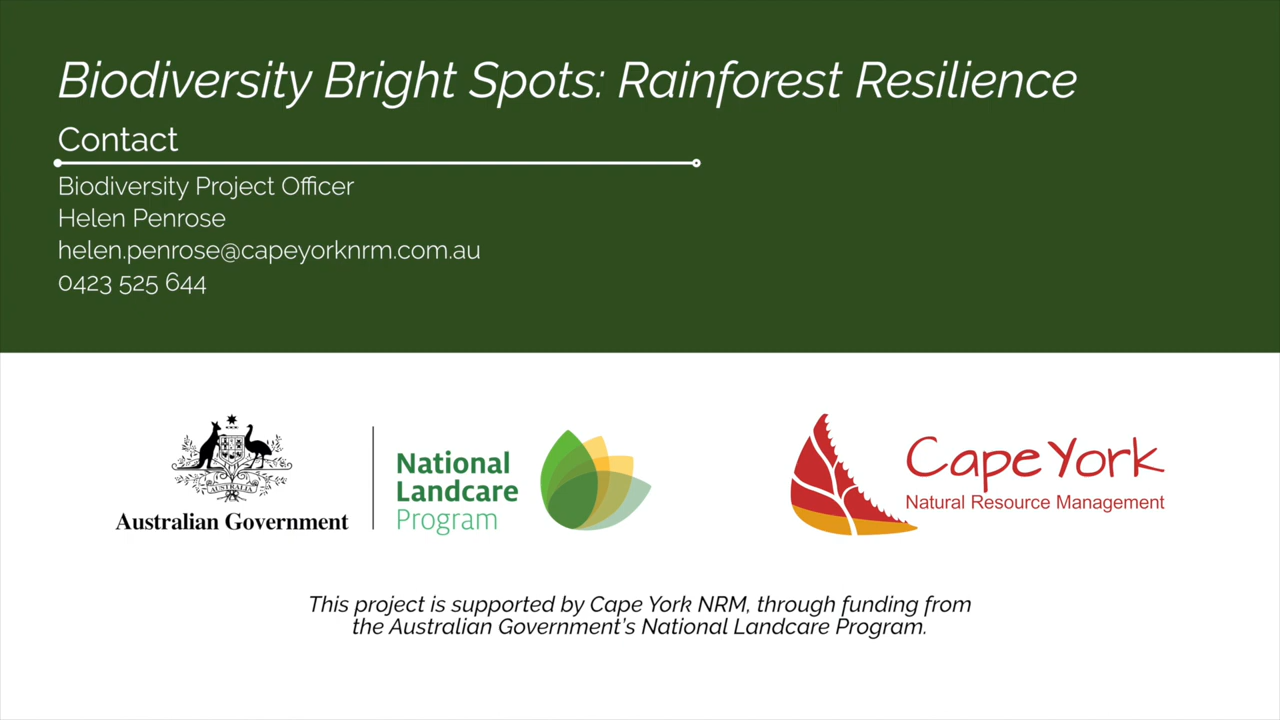 Biodiversity Bright Spots: Rainforest Resilience
Contact
Biodiversity Project Officer
Helen Penrose
helen.penrose@capeyorknrm.com.au
0423 525 644
AUSTRALIA
Australian Government
National
Landcare
Program
Cape York
Natural Resource Management
This project is supported by Cape York NRM, through funding from
the Australian Government's National Landcare Program.